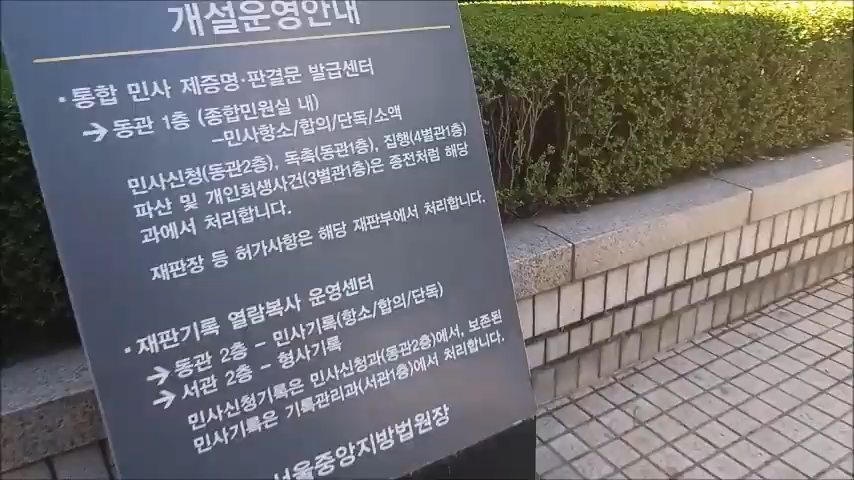 개설운영안내
• 통합 민사 제증명·판결문 발급센터
→ 동관 1층 (종합민원실 내)
-민사항소/합의/단독/소액
민사신청(동관2층), 독촉(동관1층), 집행(4별관1층)
파산 및 개인회생사건(3별관1층)은 종전처럼 해당
과에서 처리합니다.
재판장 등 허가사항은 해당 재판부에서 처리합니다.
• 재판기록 열람복사 운영센터
→ 동관 2층 – 민사기록(항소/합의/단독)
→ 서관 2층 – 형사기록
민사신청기록은 민사신청과(동관2층)에서, 보존된
민사기록은 기록관리과(서관1층)에서 처리합니다.
서울중앙지방법원장